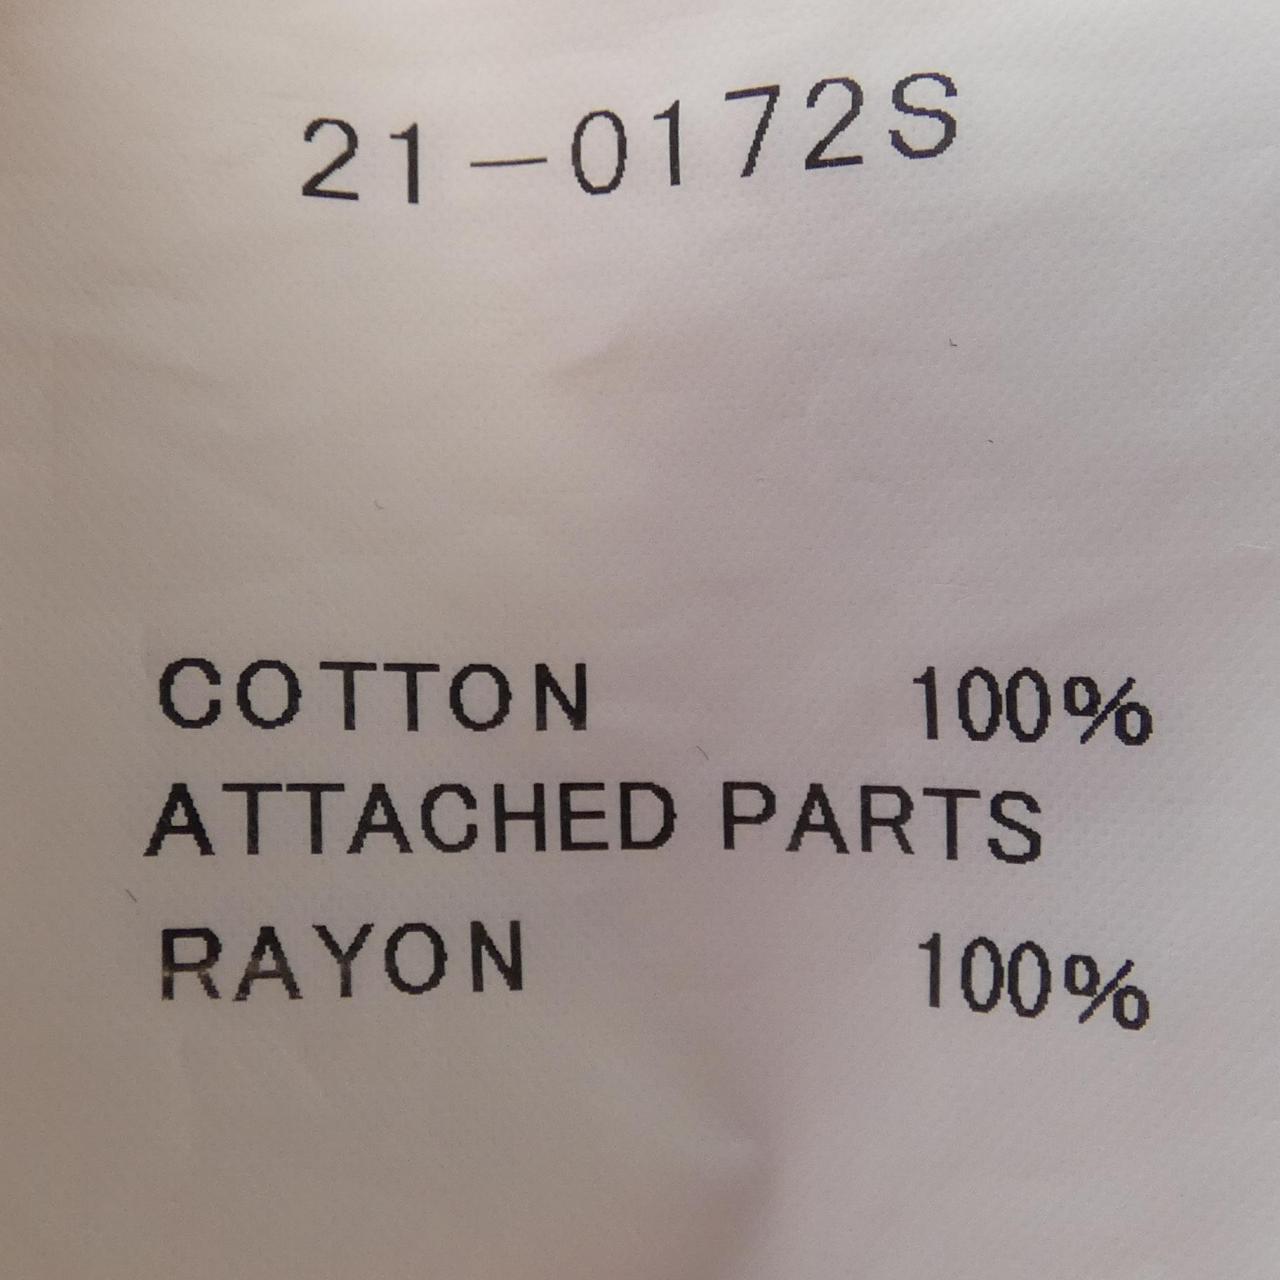 21-0172S
COTTON 100%
ATTACHED PARTS
RAYON 100%